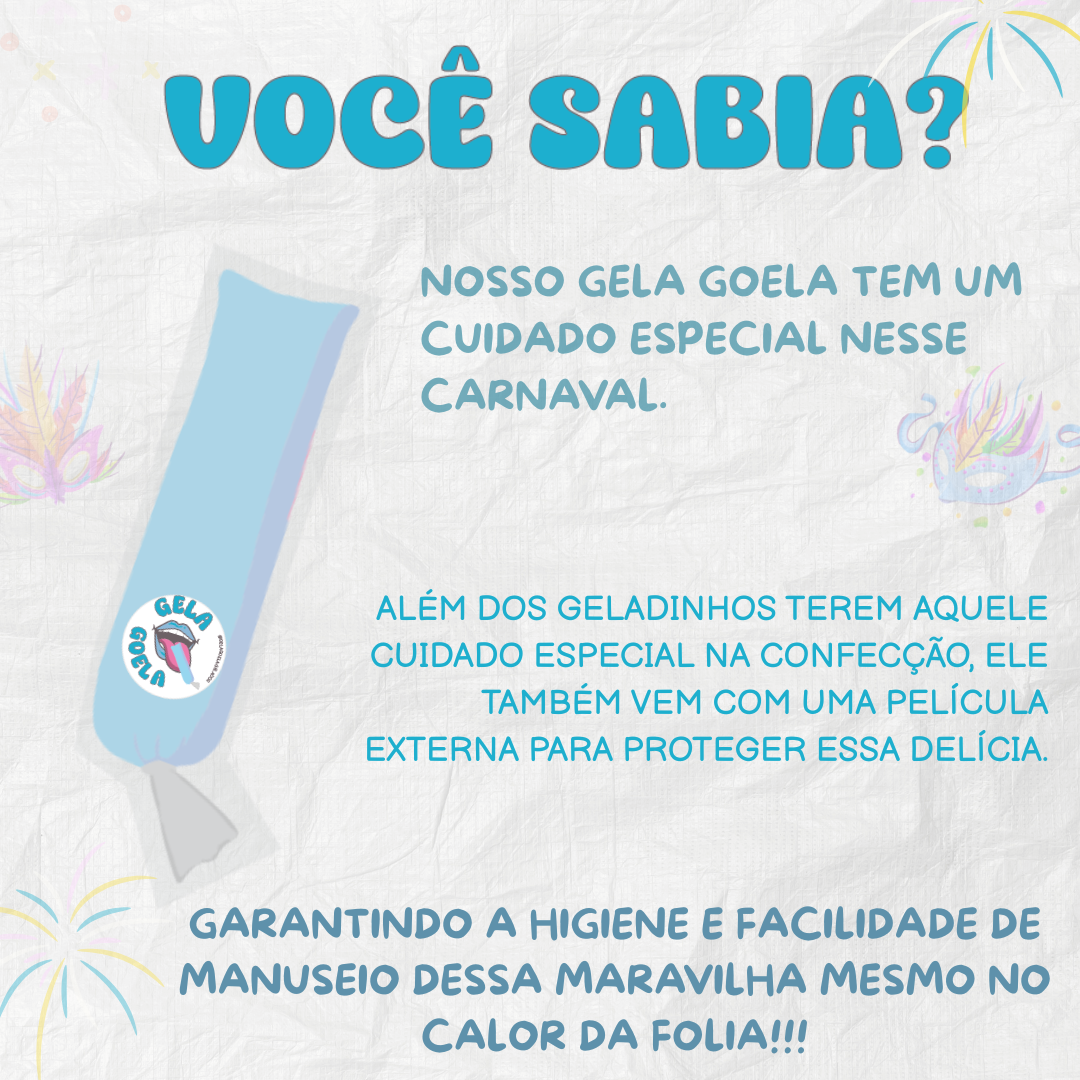 VOCÊ SABIA?
NOSSO GELA GOELA TEM UM
CUIDADO ESPECIAL NESSE
CARNAVAL.
ALÉM DOS GELADINHOS TEREM AQUELE
CUIDADO ESPECIAL NA CONFECÇÃO, ELE
TAMBÉM VEM COM UMA PELÍCULA
EXTERNA PARA PROTEGER ESSA DELÍCIA.
GELA
GOELA
GARANTINDO A HIGIENE E FACILIDADE DE
MANUSEIO DESSA MARAVILHA MESMO NO
CALOR DA FOLIA!!!